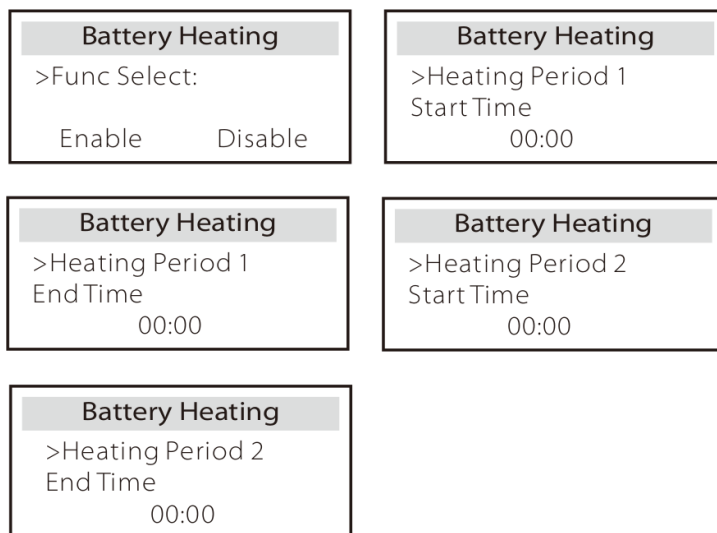 Battery Heating
>Func Select:
Enable Disable
Battery Heating
>Heating Period 1
Start Time
00:00
Battery Heating
>Heating Period 1
End Time
00:00
Battery Heating
>Heating Period 2
Start Time
00:00
Battery Heating
>Heating Period 2
End Time
00:00